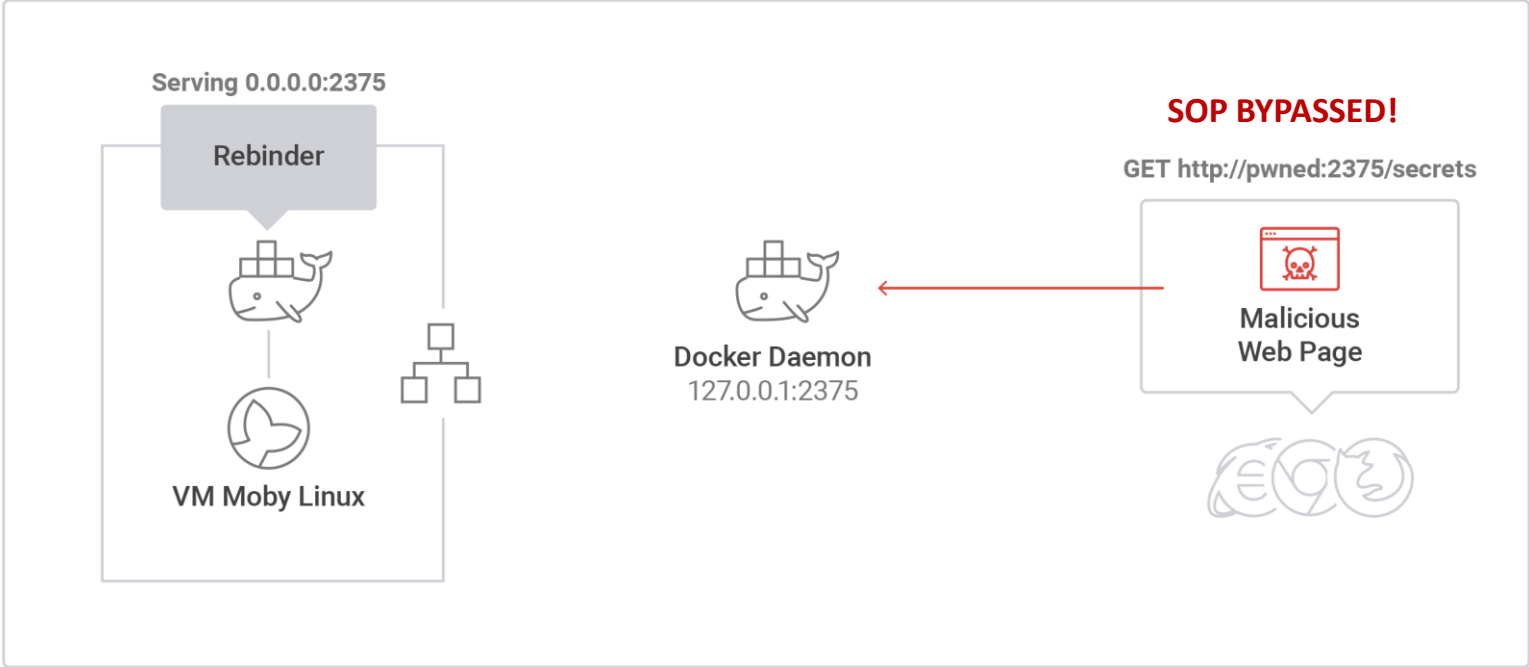 Serving 0.0.0.0:2375
Rebinder
VM Moby Linux
Docker Daemon
127.0.0.1:2375
SOP BYPASSED!
GET http://pwned:2375/secrets
Malicious
Web Page